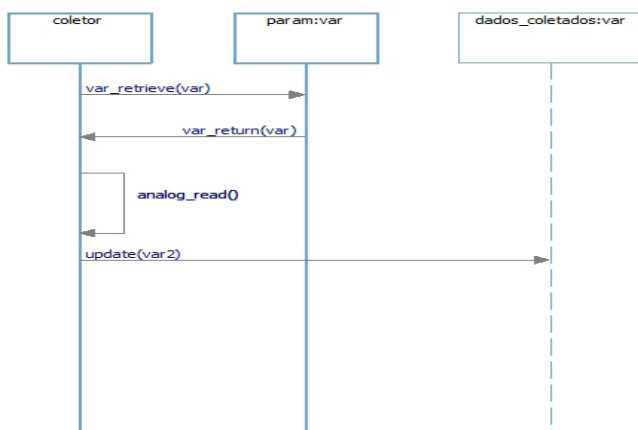 coletor
param:var
dados_coletados:var
var_retrieve(var)
var_return(var)
analog_read()
update(var2)